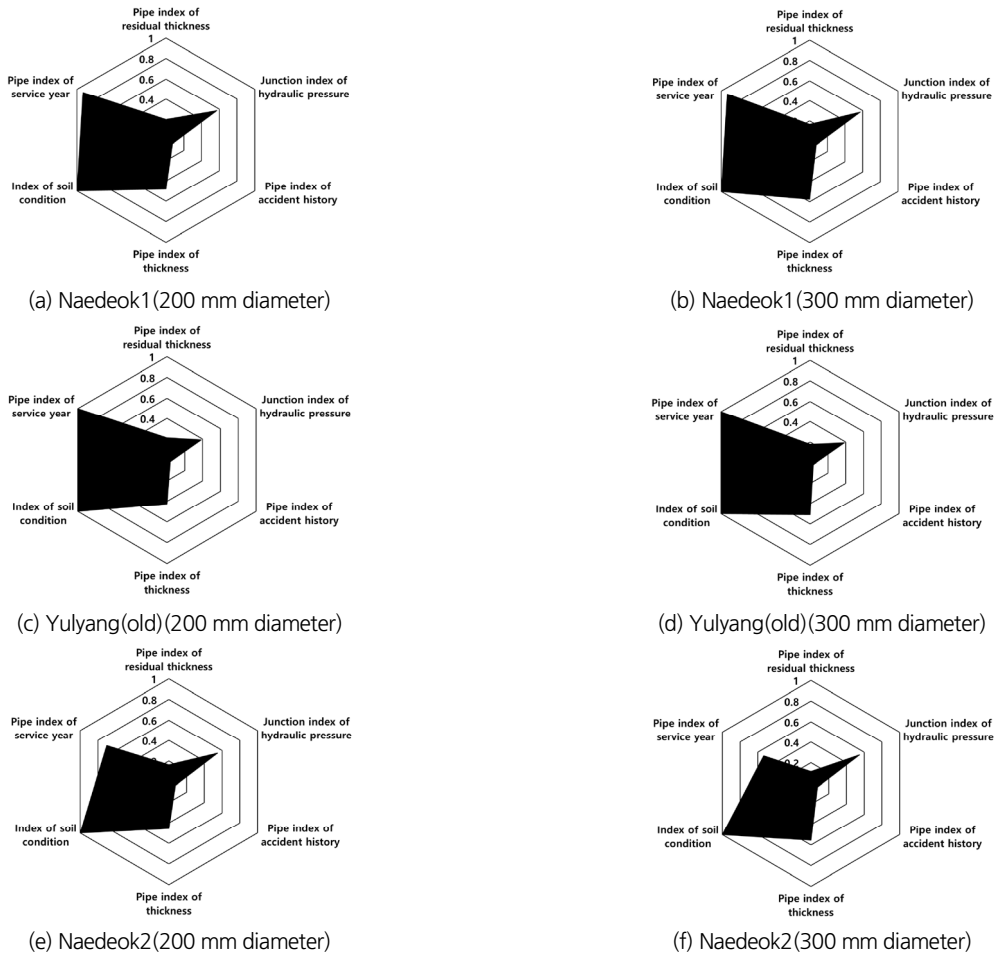 Pipe index of
residual thickness
1
0.8
0.6
0.4
Pipe index of
service year
Junction index of
hydraulic pressure
Index of soil
condition
Pipe index of
accident history
Pipe index of
thickness
(a) Naedeok1(200 mm diameter)
Pipe index of
residual thickness
1
0.8
0.6
0.4
Pipe index of
service year
Junction index of
hydraulic pressure
Index of soil
condition
Pipe index of
accident history
Pipe index of
thickness
(b) Naedeok1(300 mm diameter)
Pipe index of
residual thickness
1
0.8
0.6
0.4
Pipe index of
service year
Junction index of
hydraulic pressure
Index of soil
condition
Pipe index of
accident history
Pipe index of
thickness
(c) Yulyang(old)(200 mm diameter)
Pipe index of
residual thickness
1
0.8
0.6
0.4
Pipe index of
service year
Junction index of
hydraulic pressure
Index of soil
condition
Pipe index of
accident history
Pipe index of
thickness
(d) Yulyang(old)(300 mm diameter)
Pipe index of
residual thickness
1
0.8
0.6
0.4
Pipe index of
service year
Junction index of
hydraulic pressure
Index of soil
condition
Pipe index of
accident history
Pipe index of
thickness
(e) Naedeok2(200 mm diameter)
Pipe index of
residual thickness
1
0.8
0.6
0.4
0.2
Pipe index of
service year
Junction index of
hydraulic pressure
Index of soil
condition
Pipe index of
accident history
Pipe index of
thickness
(f) Naedeok2(300 mm diameter)